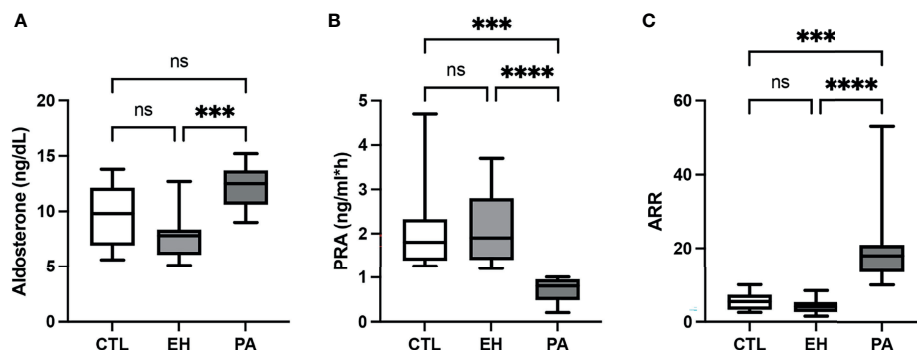 A
ns
ns
***
Aldosterone (ng/dL)
20
15
10
5
0
CTL
EH
PA
B
***
ns
****
PRA (ng/ml*h)
5
4
3
2
1
0
CTL
EH
PA
C
***
ns
****
ARR
60
40
20
0
CTL
EH
PA